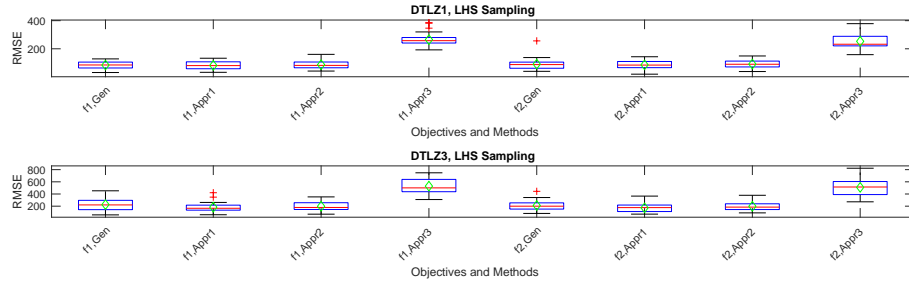 DTLZ1, LHS Sampling
400
200
RMSE
f1,Gen
f1,Appr1
f1,Appr2
f1,Appr3
f2,Gen
f2,Appr1
f2,Appr2
f2,Appr3
Objectives and Methods
DTLZ3, LHS Sampling
800
600
400
200
RMSE
f1,Gen
f1,Appr1
f1,Appr2
f1,Appr3
f2,Gen
f2,Appr1
f2,Appr2
f2,Appr3
Objectives and Methods